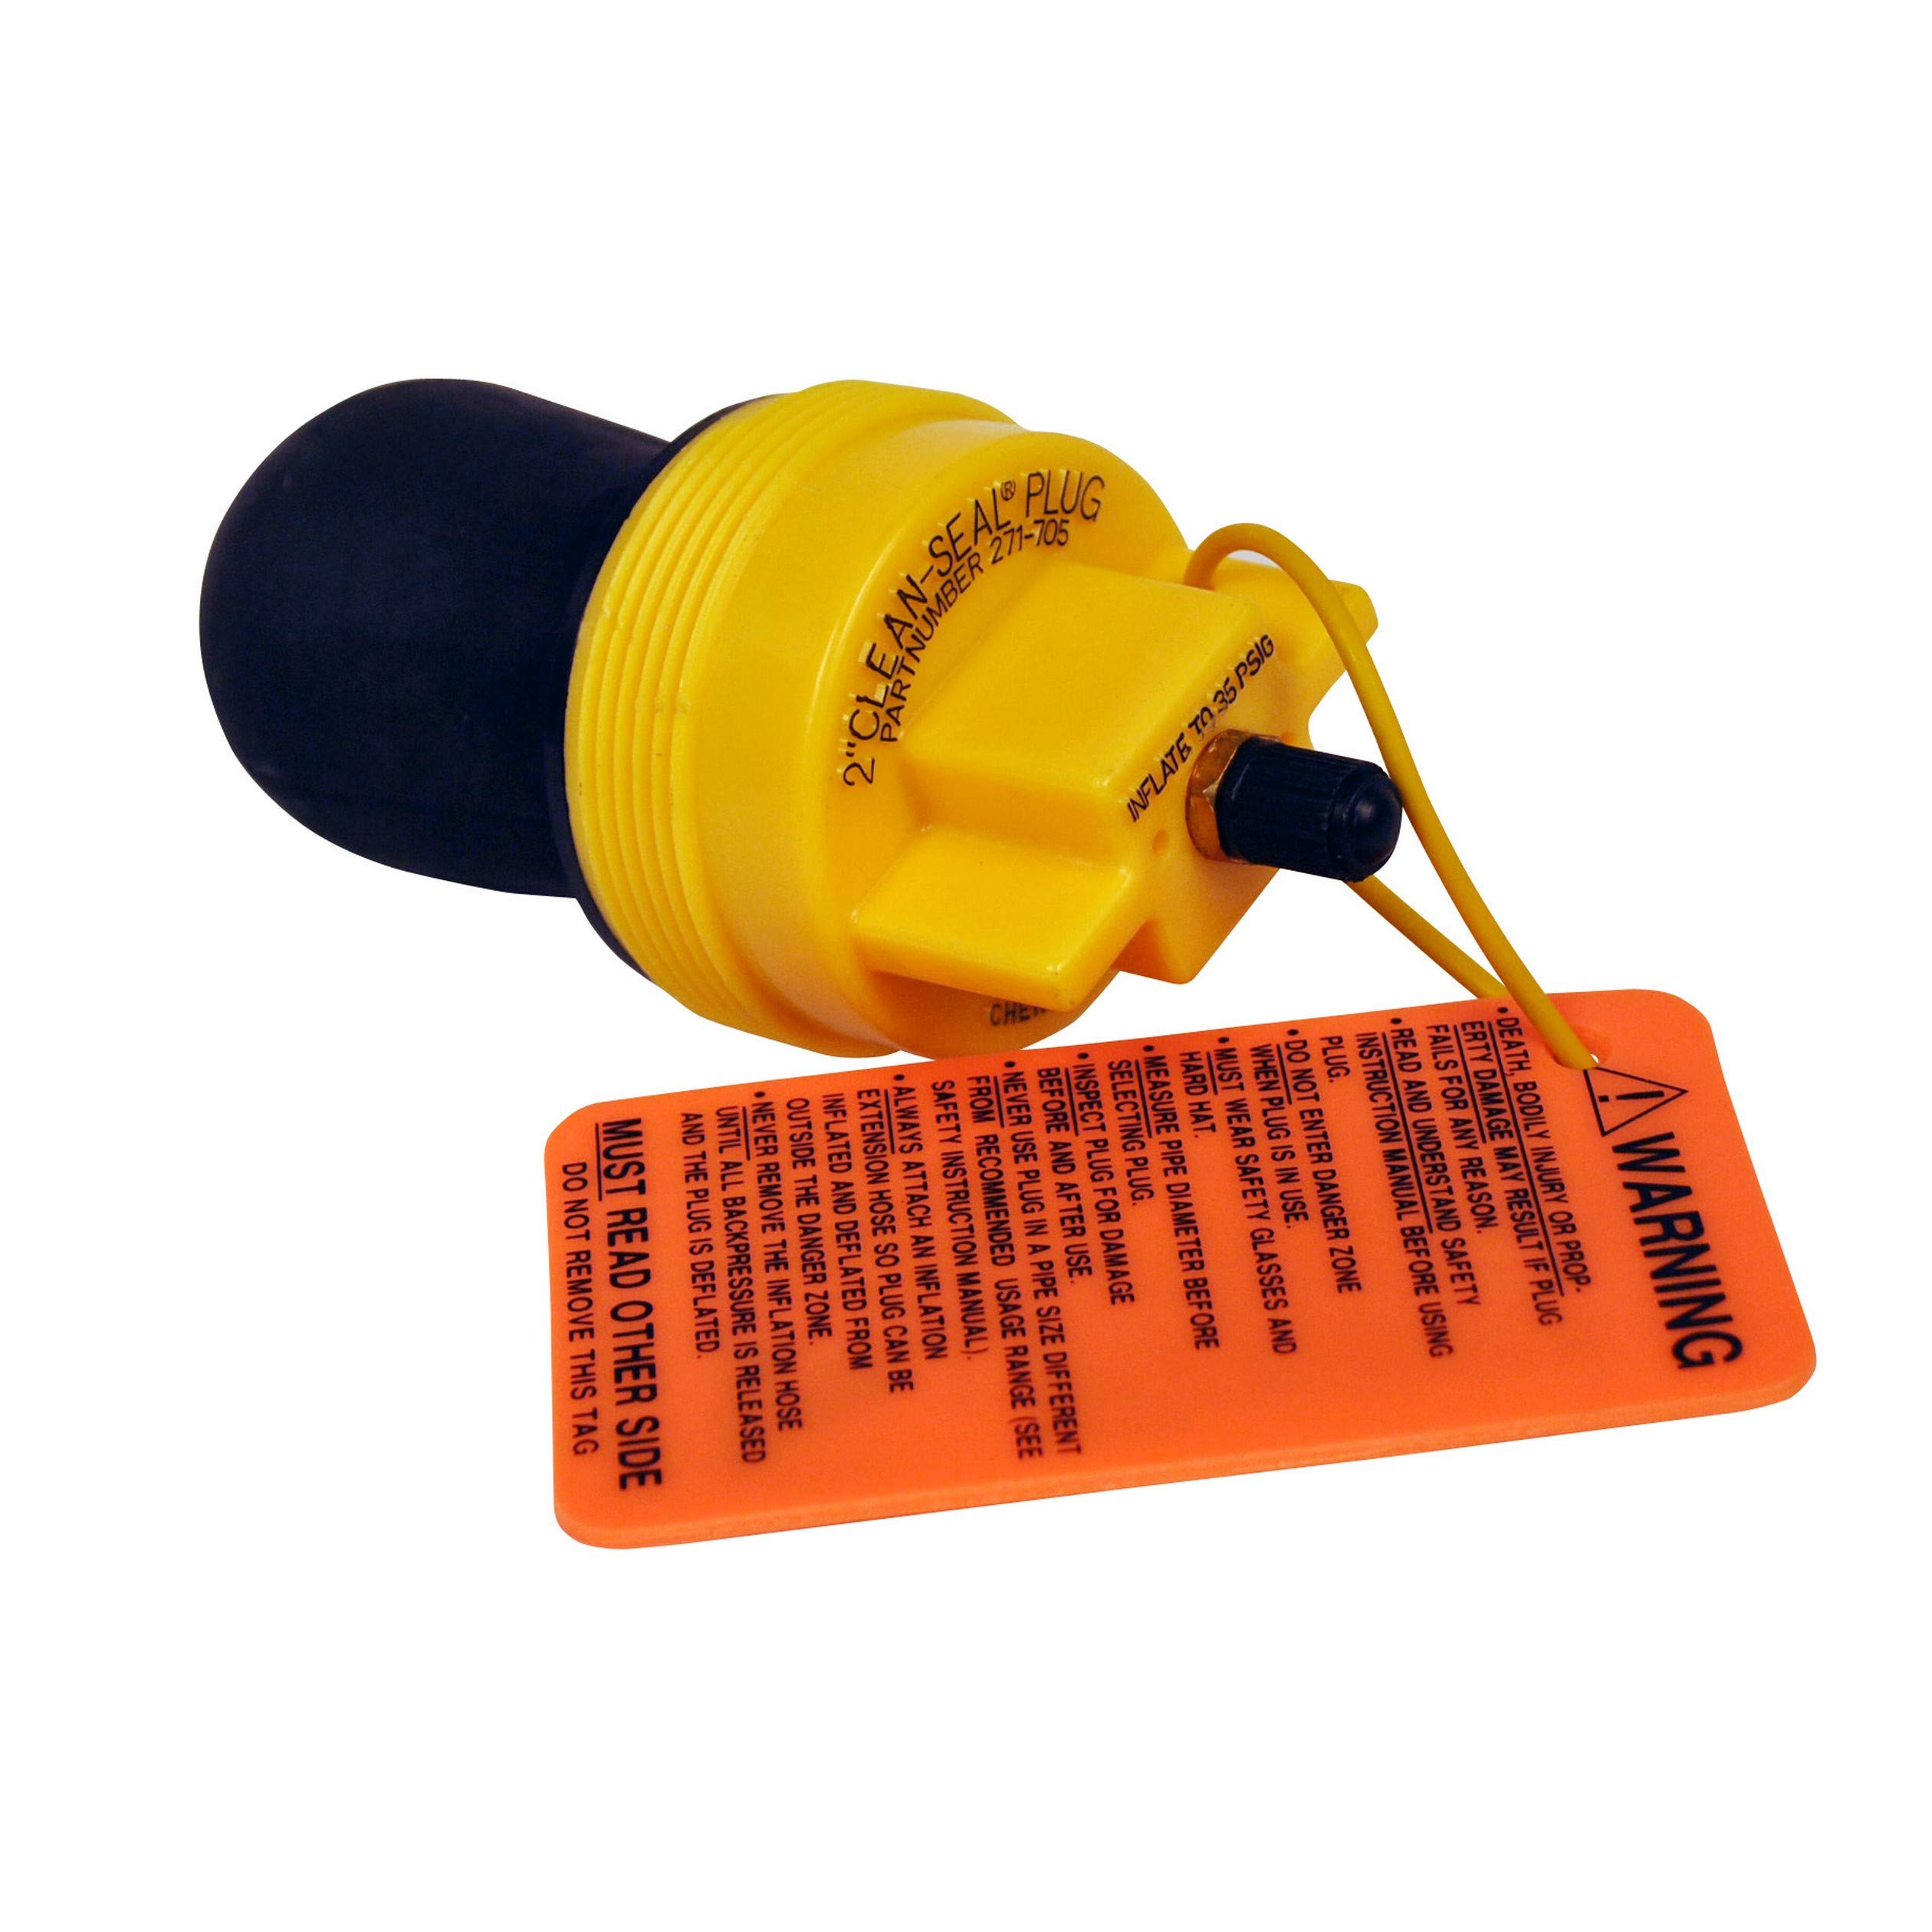 2" CLEAN-SEAL® PLUG
PARTNUMBER 271-705
INFLATE TO 35 PSIG
WARNING
•DEATH, BODILY INJURY OR PROP-
ERTY DAMAGE MAY RESULT IF PLUG
FAILS FOR ANY REASON.
•READ AND UNDERSTAND SAFETY
INSTRUCTION MANUAL BEFORE USING
PLUG.
•DO NOT ENTER DANGER ZONE
WHEN PLUG IS IN USE.
•MUST WEAR SAFETY GLASSES AND
HARD HAT.
•MEASURE PIPE DIAMETER BEFORE
SELECTING PLUG.
•INSPECT PLUG FOR DAMAGE
BEFORE AND AFTER USE.
•NEVER USE PLUG IN A PIPE SIZE DIFFERENT
FROM RECOMMENDED USAGE RANGE (SEE
SAFETY INSTRUCTION MANUAL).
•ALWAYS ATTACH AN INFLATION
EXTENSION HOSE SO PLUG CAN BE
INFLATED AND DEFLATED FROM
OUTSIDE THE DANGER ZONE.
•NEVER REMOVE THE INFLATION HOSE
UNTIL ALL BACKPRESSURE IS RELEASED
AND THE PLUG IS DEFLATED.
MUST READ OTHER SIDE
DO NOT REMOVE THIS TAG